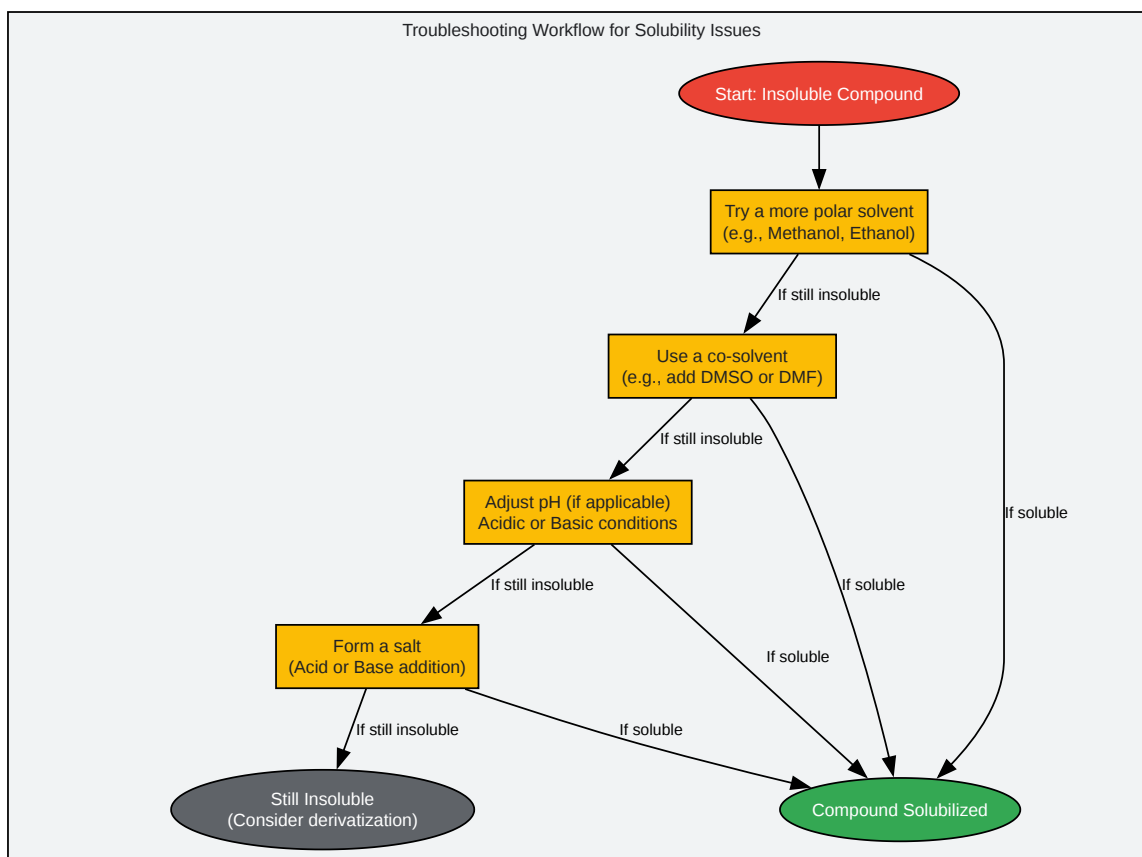 Troubleshooting Workflow for Solubility Issues
Start: Insoluble Compound
Try a more polar solvent
(e.g., Methanol, Ethanol)
If still insoluble
Use a co-solvent
(e.g., add DMSO or DMF)
If still insoluble
Adjust pH (if applicable)
Acidic or Basic conditions
If soluble
If still insoluble
If soluble
Form a salt
(Acid or Base addition)
If soluble
If still insoluble
If soluble
Still Insoluble
(Consider derivatization)
Compound Solubilized